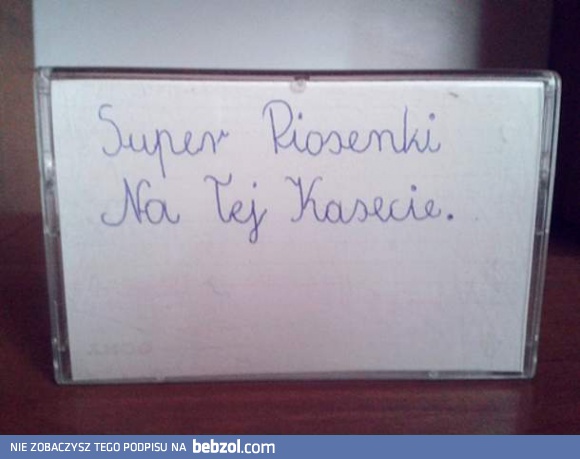 Super Piosenki
Na Tej Kasecie.
NIE ZOBACZYSZ TEGO PODPISU NA bebzol.com